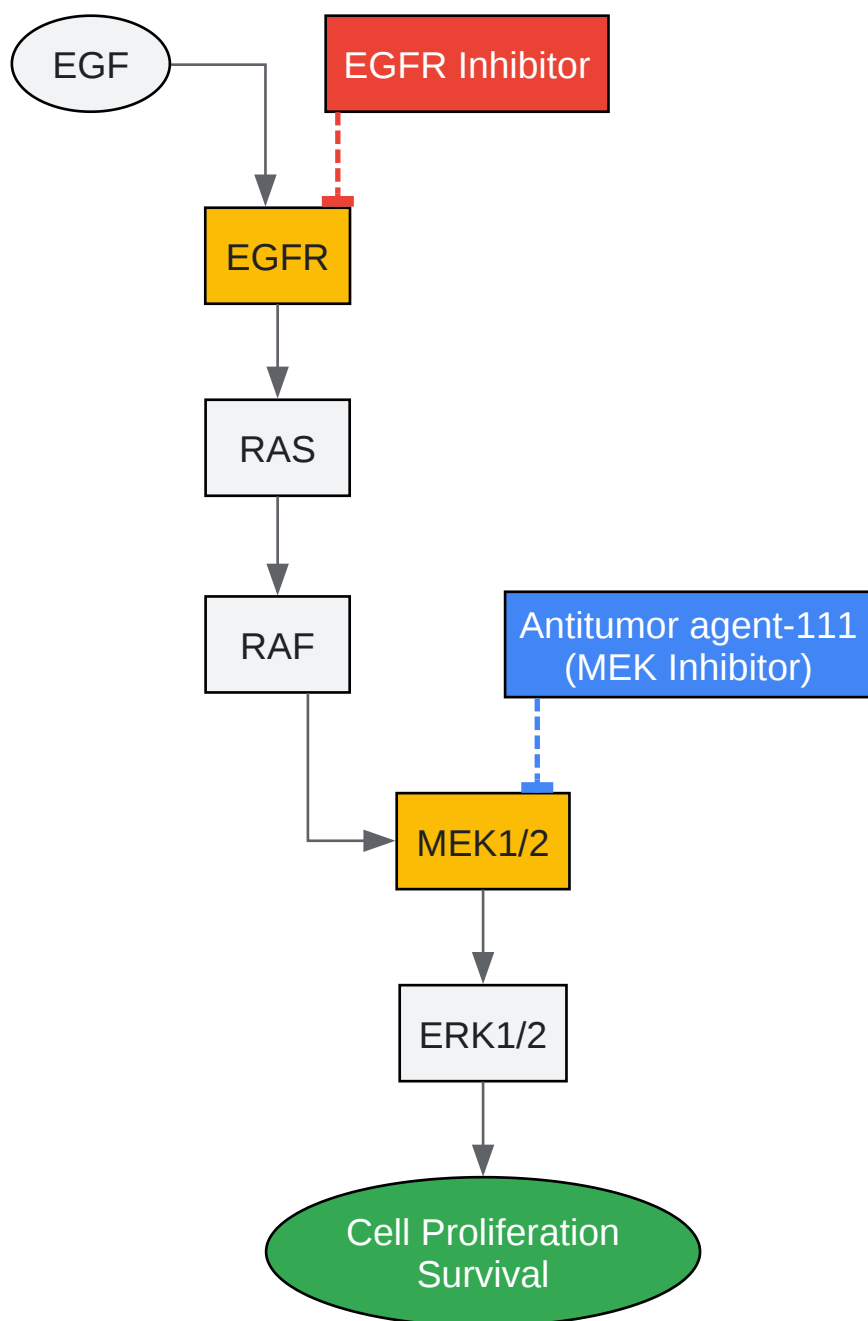 EGF
EGFR Inhibitor
EGFR
RAS
RAF
Antitumor agent-111
(MEK Inhibitor)
MEK1/2
ERK1/2
Cell Proliferation
Survival